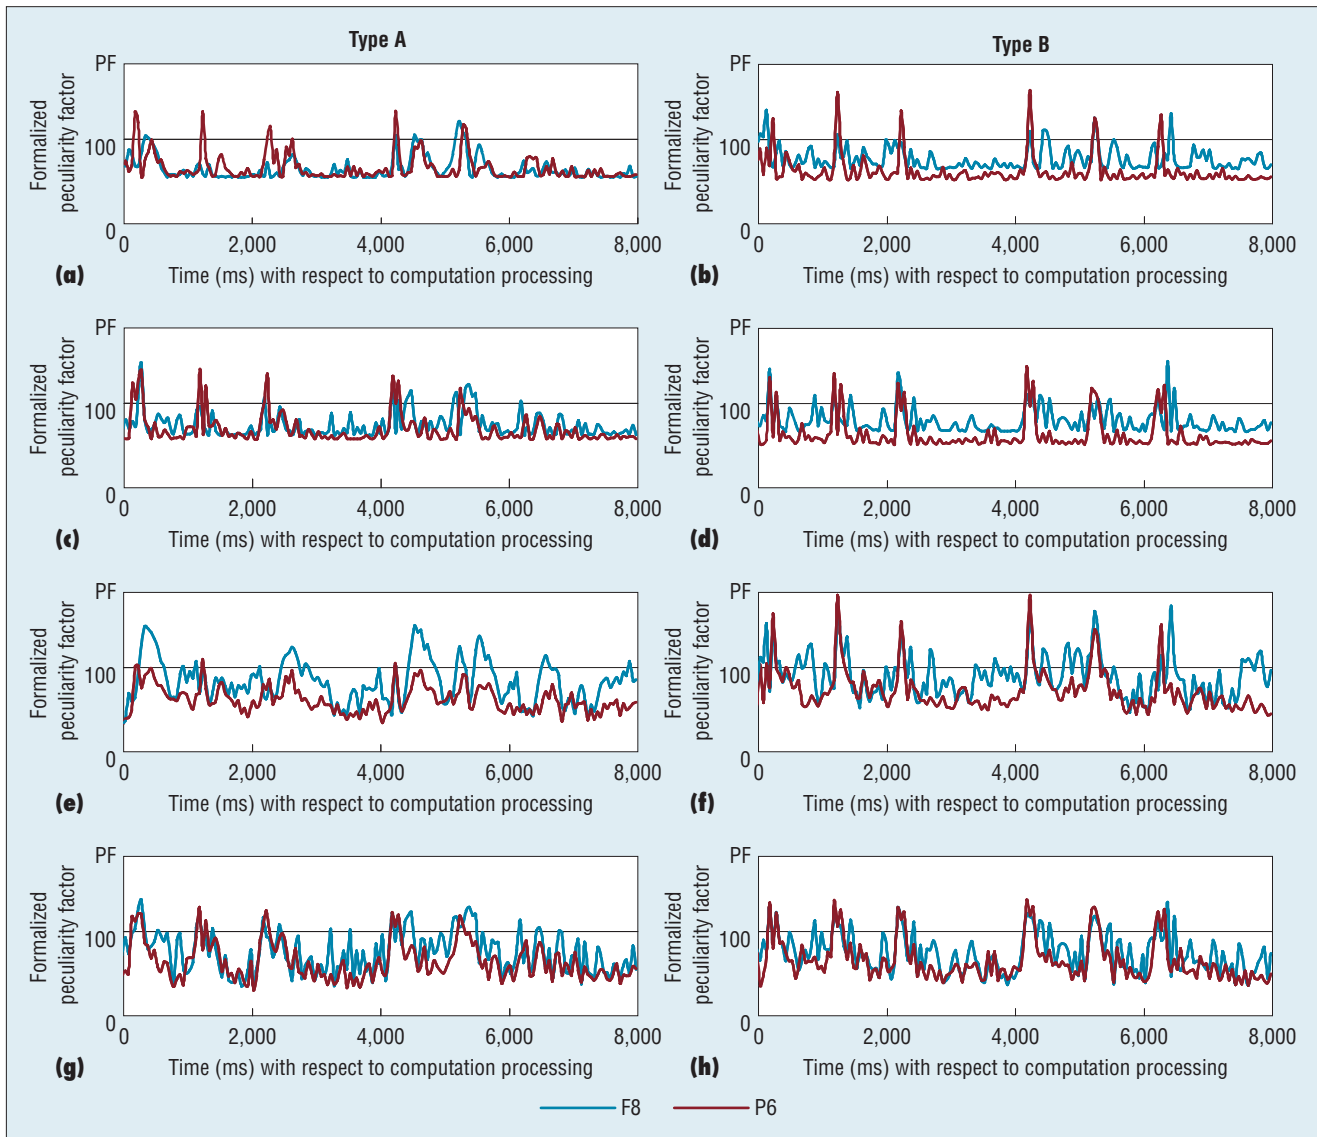 Type A
Type B
Formalized
peculiarity factor
PF
100
0
0
2,000
4,000
6,000
8,000
(a)
Time (ms) with respect to computation processing
Formalized
peculiarity factor
PF
100
0
0
2,000
4,000
6,000
8,000
(b)
Time (ms) with respect to computation processing
Formalized
peculiarity factor
PF
100
0
0
2,000
4,000
6,000
8,000
(c)
Time (ms) with respect to computation processing
Formalized
peculiarity factor
PF
100
0
0
2,000
4,000
6,000
8,000
(d)
Time (ms) with respect to computation processing
Formalized
peculiarity factor
PF
100
0
0
2,000
4,000
6,000
8,000
(e)
Time (ms) with respect to computation processing
Formalized
peculiarity factor
PF
100
0
0
2,000
4,000
6,000
8,000
(f)
Time (ms) with respect to computation processing
Formalized
peculiarity factor
PF
100
0
0
2,000
4,000
6,000
8,000
(g)
Time (ms) with respect to computation processing
Formalized
peculiarity factor
PF
100
0
0
2,000
4,000
6,000
8,000
(h)
Time (ms) with respect to computation processing
F8
P6